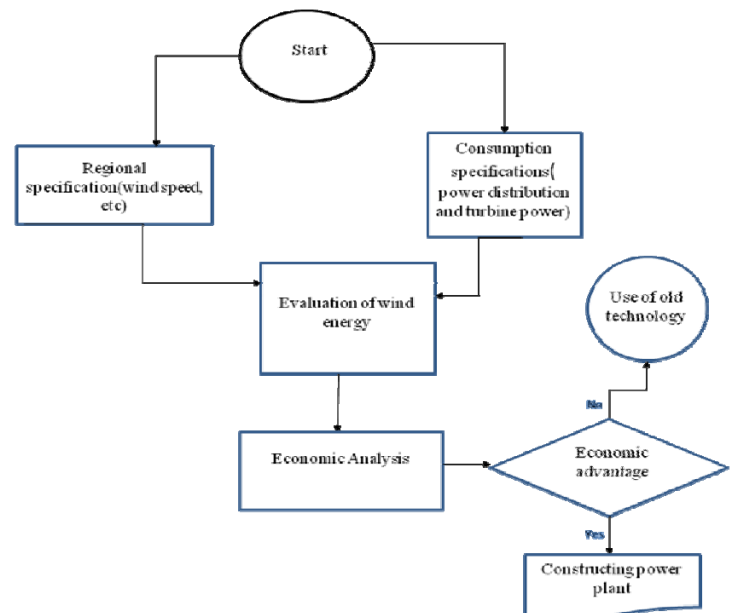 Start
Regional
specification(wind speed,
etc)
Consumption
specifications(
power distribution
and turbine power)
Evaluation of wind
energy
Use of old
technology
No
Economic Analysis
Economic
advantage
Yes
Constructing power
plant